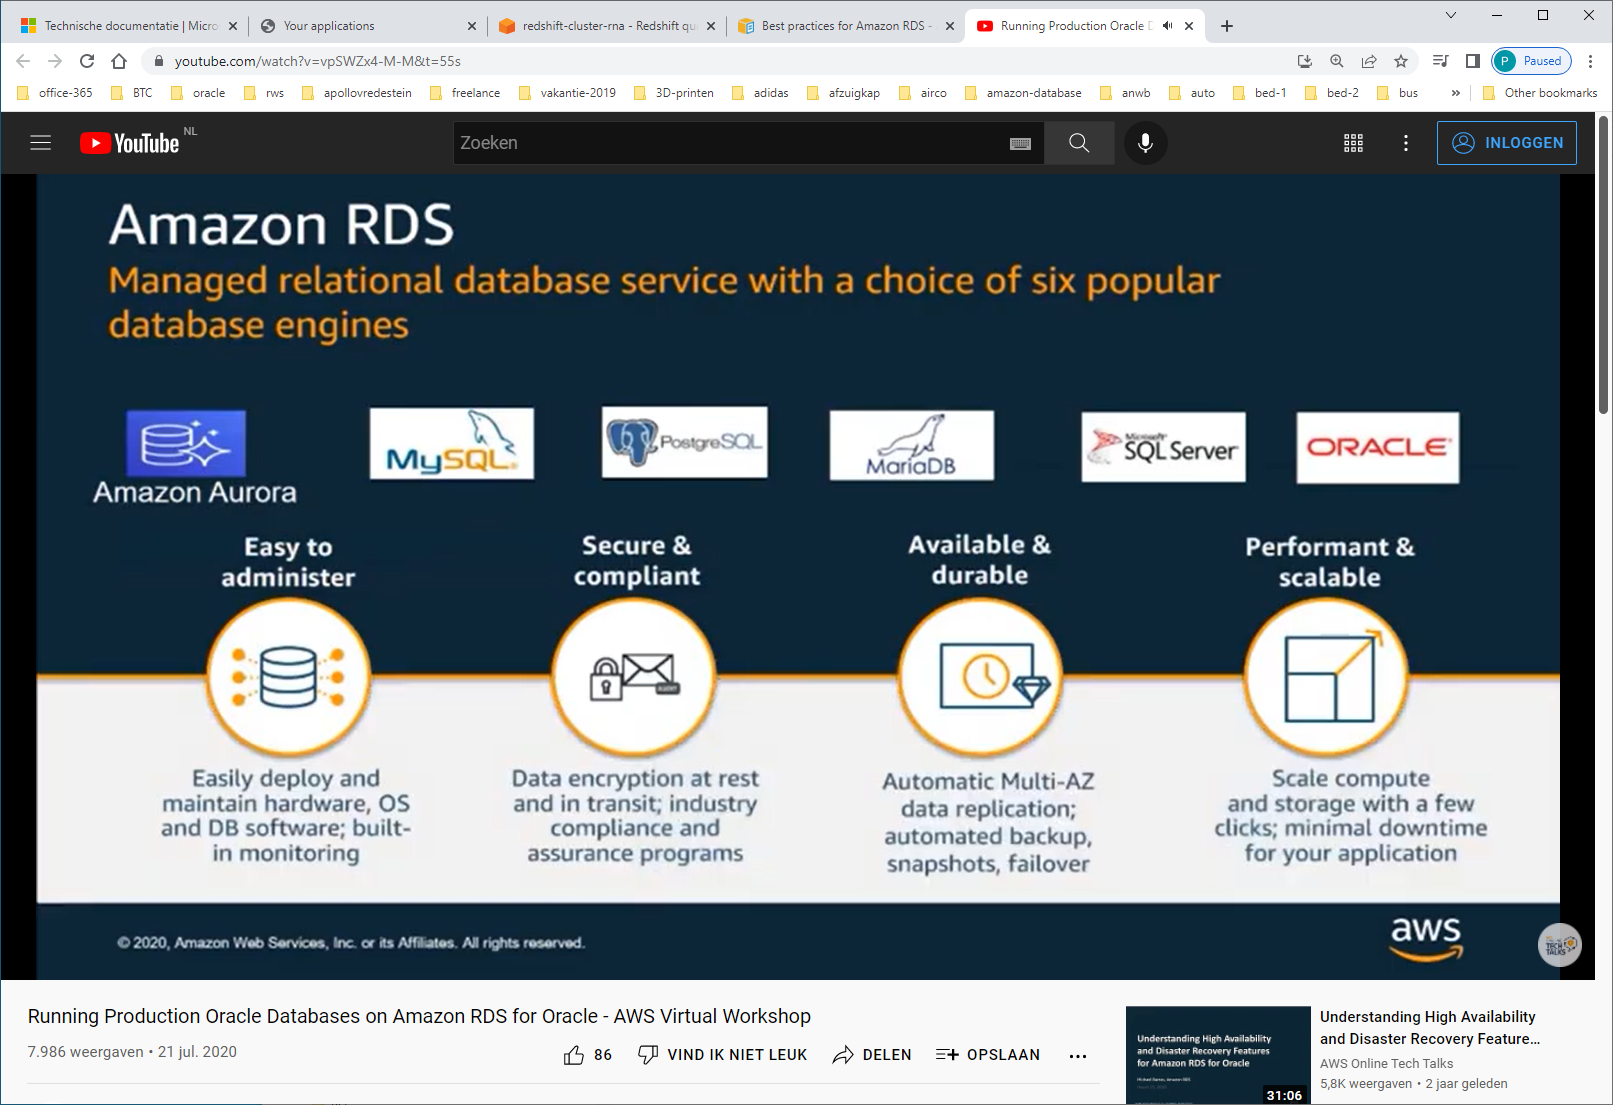 Technische documentatie | Micro
Your applications
redshift-cluster-rna - Redshift qu
Best practices for Amazon RDS -
Running Production Oracle D
youtube.com/watch?v=vpSWZx4-M-M&t=55s
P Paused
office-365 BTC oracle rws apollovredestein freelance vakantie-2019 3D-printen adidas afzuigkap airco amazon-database anwb auto bed-1 bed-2 bus » Other bookmarks
YouTube NL
Zoeken
INLOGGEN
Amazon RDS
Managed relational database service with a choice of six popular
database engines
MySQL
PostgreSQL
MariaDB
Microsoft
SQL Server
ORACLE
Amazon Aurora
Easy to
administer
Easily deploy and
maintain hardware, OS
and DB software; built-
in monitoring
Secure &
compliant
Data encryption at rest
and in transit; industry
compliance and
assurance programs
Available &
durable
Automatic Multi-AZ
data replication;
automated backup,
snapshots, failover
Performant &
scalable
Scale compute
and storage with a few
clicks; minimal downtime
for your application
© 2020, Amazon Web Services, Inc. or its Affiliates. All rights reserved.
aws
TECH
TALKS
Running Production Oracle Databases on Amazon RDS for Oracle - AWS Virtual Workshop
7.986 weergaven • 21 jul. 2020
86 VIND IK NIET LEUK DELEN OPSLAAN
Understanding High Availability
and Disaster Recovery Features
for Amazon RDS for Oracle
31:06
Understanding High Availability
and Disaster Recovery Feature...
AWS Online Tech Talks
5,8K weergaven • 2 jaar geleden